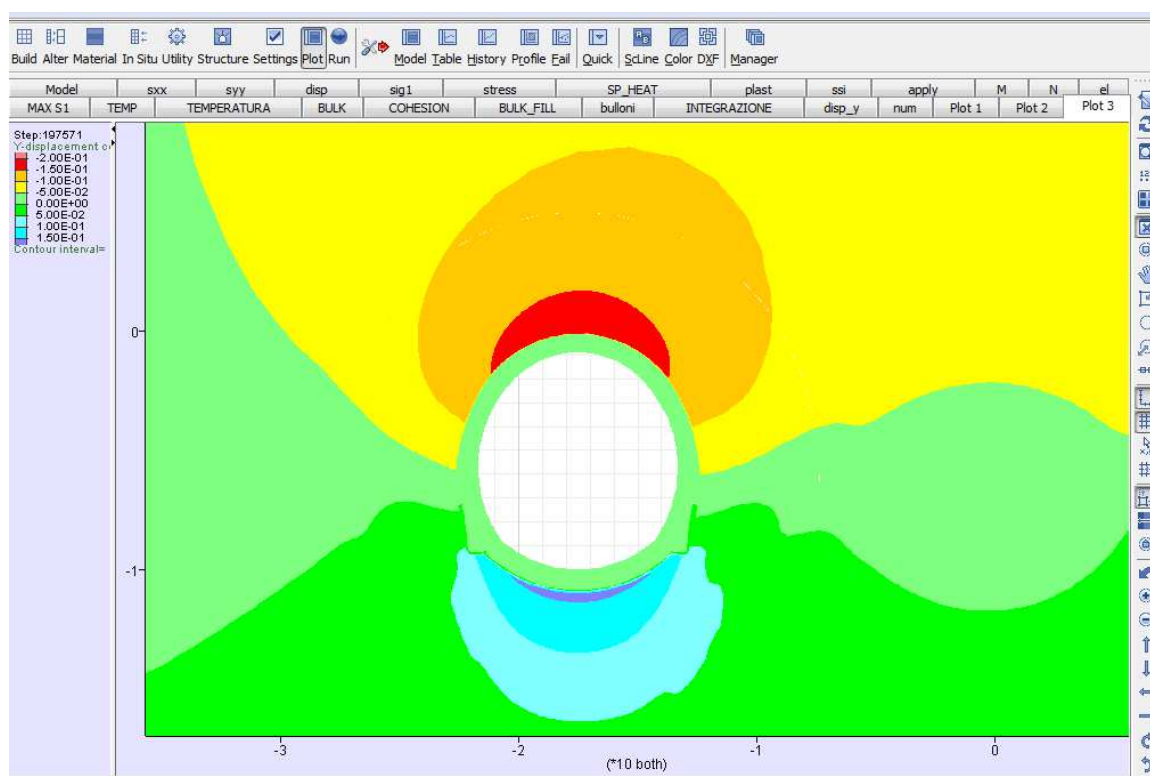 Build Alter Material In Situ Utility Structure Settings Plot Run Model Table History Profile Fail Quick ScLine Color DXF Manager
Model sxx syy disp sig1 stress SP_HEAT plast ssi apply M N el
MAX S1 TEMP TEMPERATURA BULK COHESION BULK_FILL bulloni INTEGRAZIONE disp_y num Plot 1 Plot 2 Plot 3
Step:197571
Y-displacement c
-2.00E-01
-1.50E-01
-1.00E-01
-5.00E-02
0.00E+00
5.00E-02
1.00E-01
1.50E-01
Contour interval=
0
-1
-3 -2 -1 0
(*10 both)